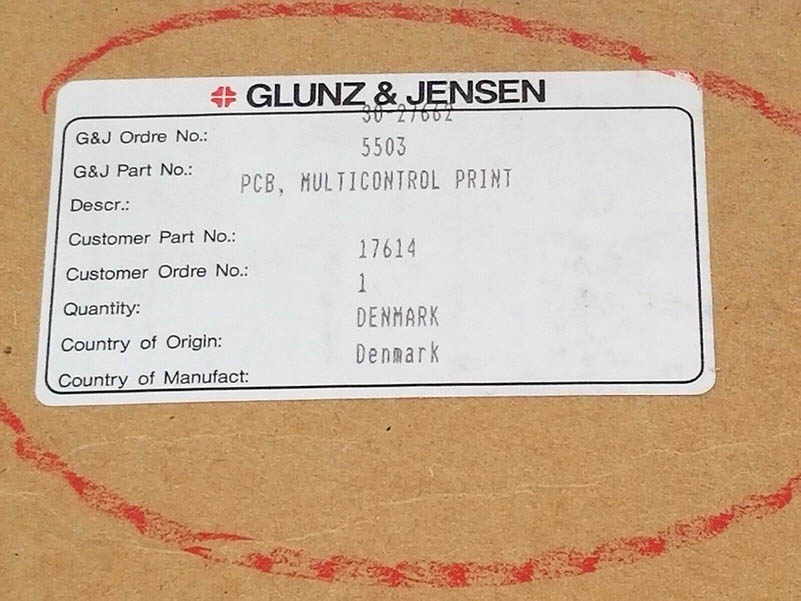 GLUNZ & JENSEN
30-27662
G&J Ordre No.:
5503
G&J Part No.:
PCB, MULTICONTROL PRINT
Descr.:
Customer Part No.:
17614
Customer Ordre No.:
1
Quantity:
DENMARK
Country of Origin:
Denmark
Country of Manufact: